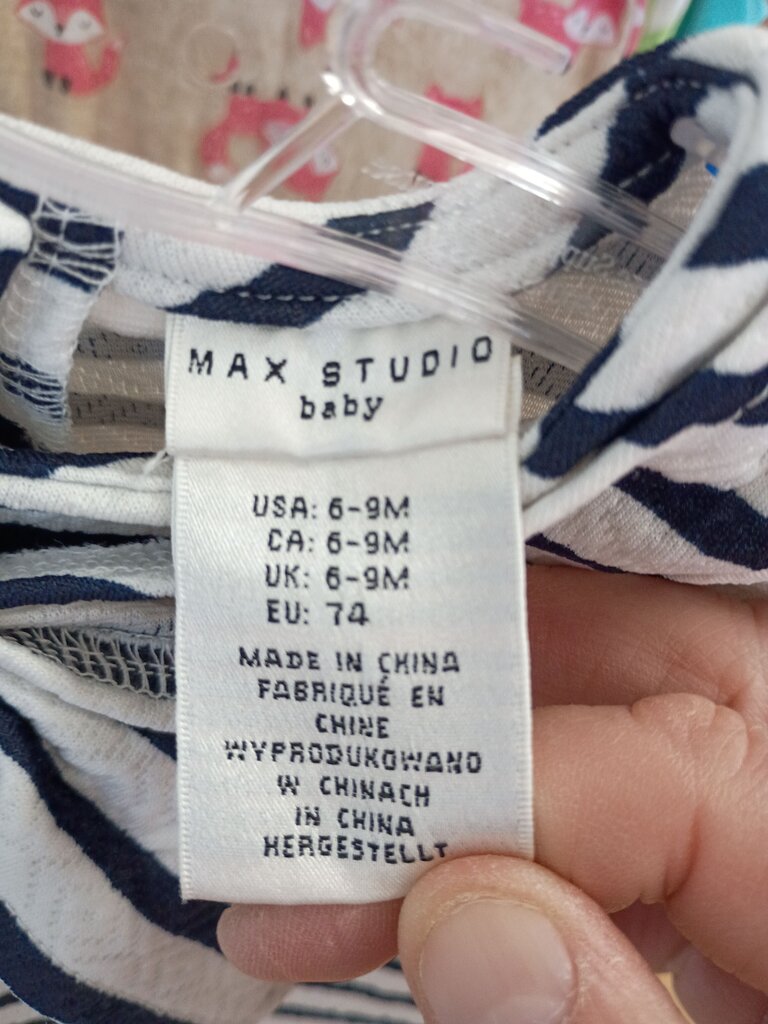 MAX STUDIO
baby
USA: 6-9M
CA: 6-9M
UK: 6-9M
EU: 74
MADE IN CHINA
FABRIQUÉ EN
CHINE
WYPRODUKOWANO
W CHINACH
IN CHINA
HERGESTELLT